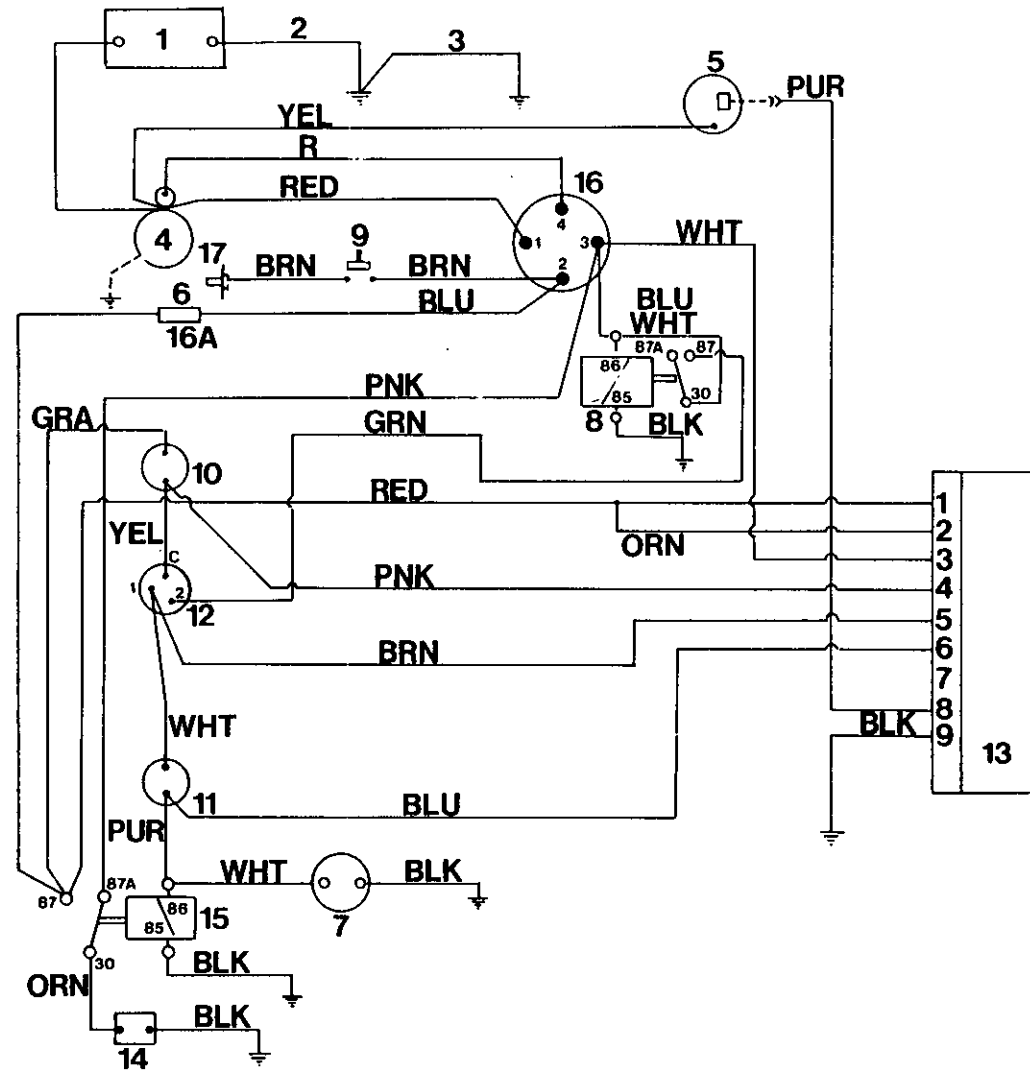 1
2
3
5
PUR
YEL
R
RED
16
4
1
3
2
WHT
4
17
9
BRN
BRN
6
BLU
16A
BLU
WHT
87A
87
86
85
30
8
BLK
PNK
GRA
GRN
10
RED
1
YEL
ORN
2
C
3
1
2
12
PNK
4
5
BRN
6
7
WHT
8
BLK
9
13
11
BLU
PUR
WHT
BLK
7
87
87A
86
85
15
30
BLK
ORN
BLK
14